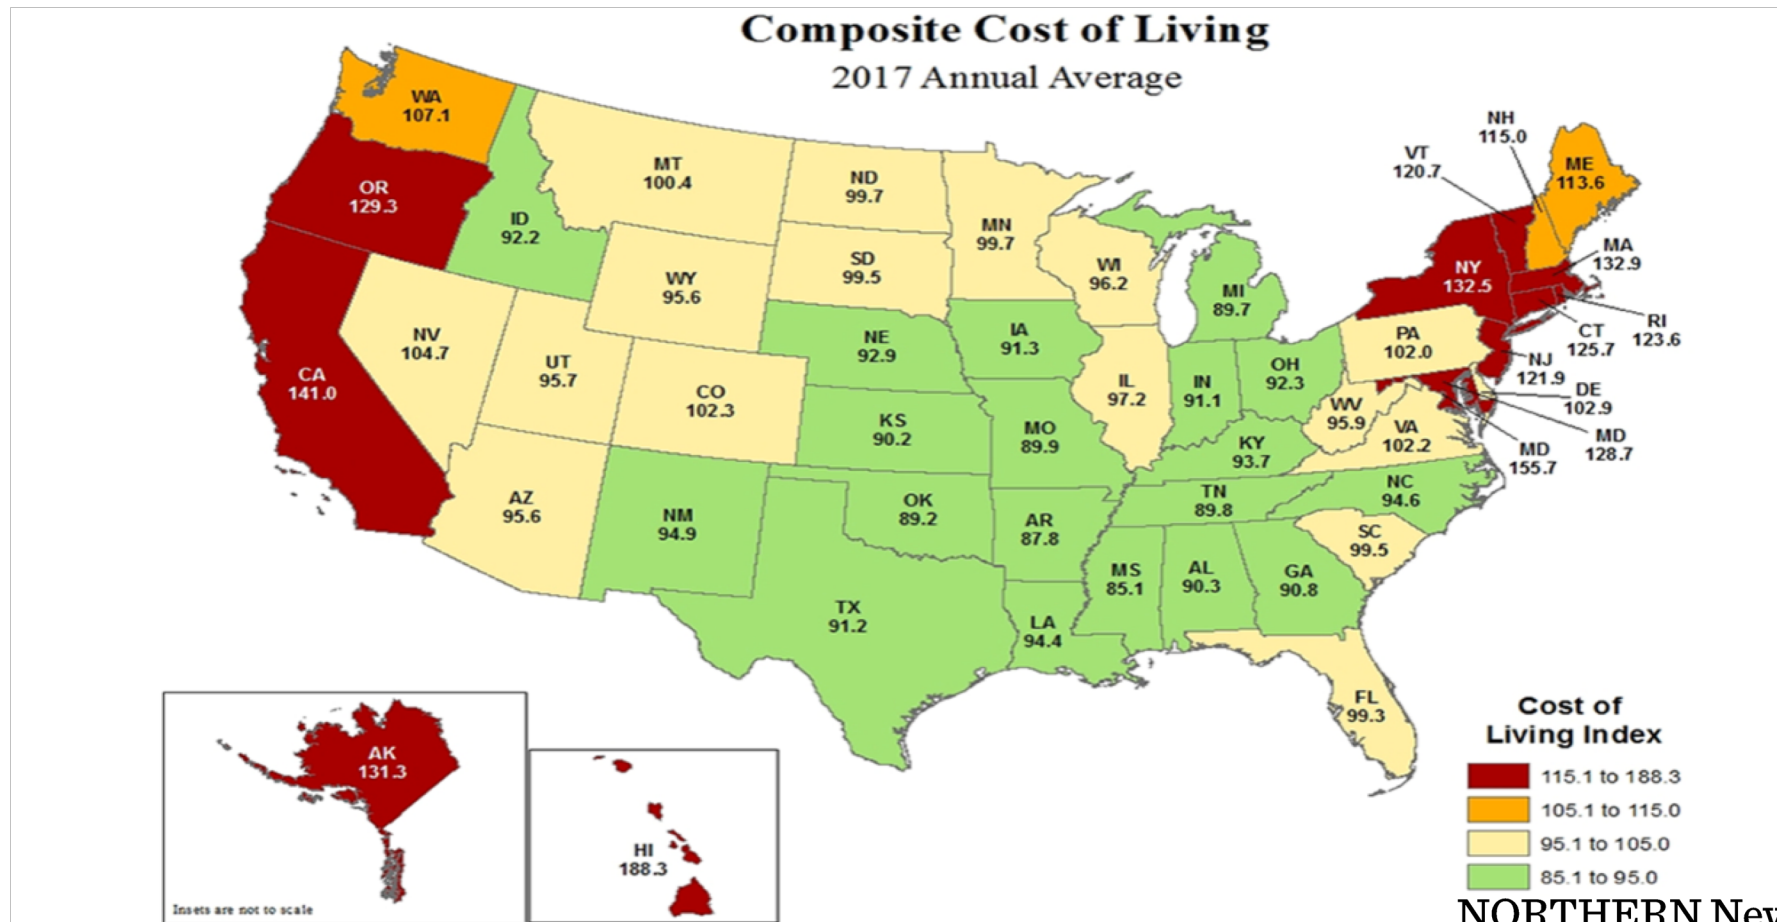 Composite Cost of Living
2017 Annual Average
WA
107.1
OR
129.3
CA
141.0
ID
92.2
NV
104.7
MT
100.4
WY
95.6
UT
95.7
AZ
95.6
CO
102.3
NM
94.9
ND
99.7
SD
99.5
NE
92.9
KS
90.2
OK
89.2
TX
91.2
MN
99.7
IA
91.3
MO
89.9
AR
87.8
LA
94.4
WI
96.2
IL
97.2
MI
89.7
IN
91.1
OH
92.3
KY
93.7
TN
89.8
MS
85.1
AL
90.3
GA
90.8
FL
99.3
SC
99.5
NC
94.6
VA
102.2
WV
95.9
PA
102.0
NY
132.5
VT
120.7
NH
115.0
ME
113.6
MA
132.9
RI
123.6
CT
125.7
NJ
121.9
DE
102.9
MD
128.7
MD
155.7
AK
131.3
Insets are not to scale
HI
188.3
Cost of
Living Index
115.1 to 188.3
105.1 to 115.0
95.1 to 105.0
85.1 to 95.0
NORTHERN New